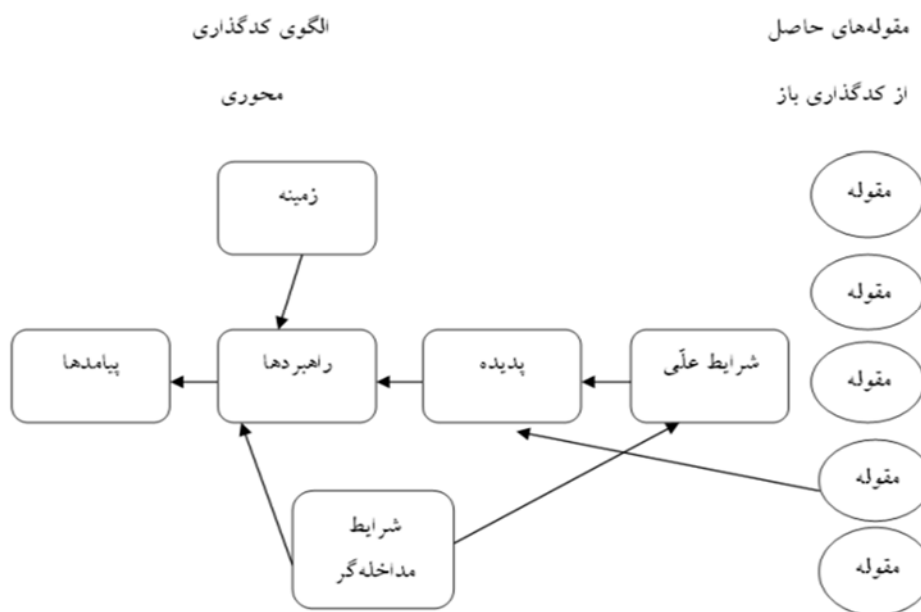 مقوله‌های حاصل
الگوی کدگذاری
از کدگذاری باز
محوری
مقوله
زمینه
مقوله
شرایط علّی
پدیده
راهبردها
پیامدها
مقوله
مقوله
شرایط
مداخله‌گر
مقوله